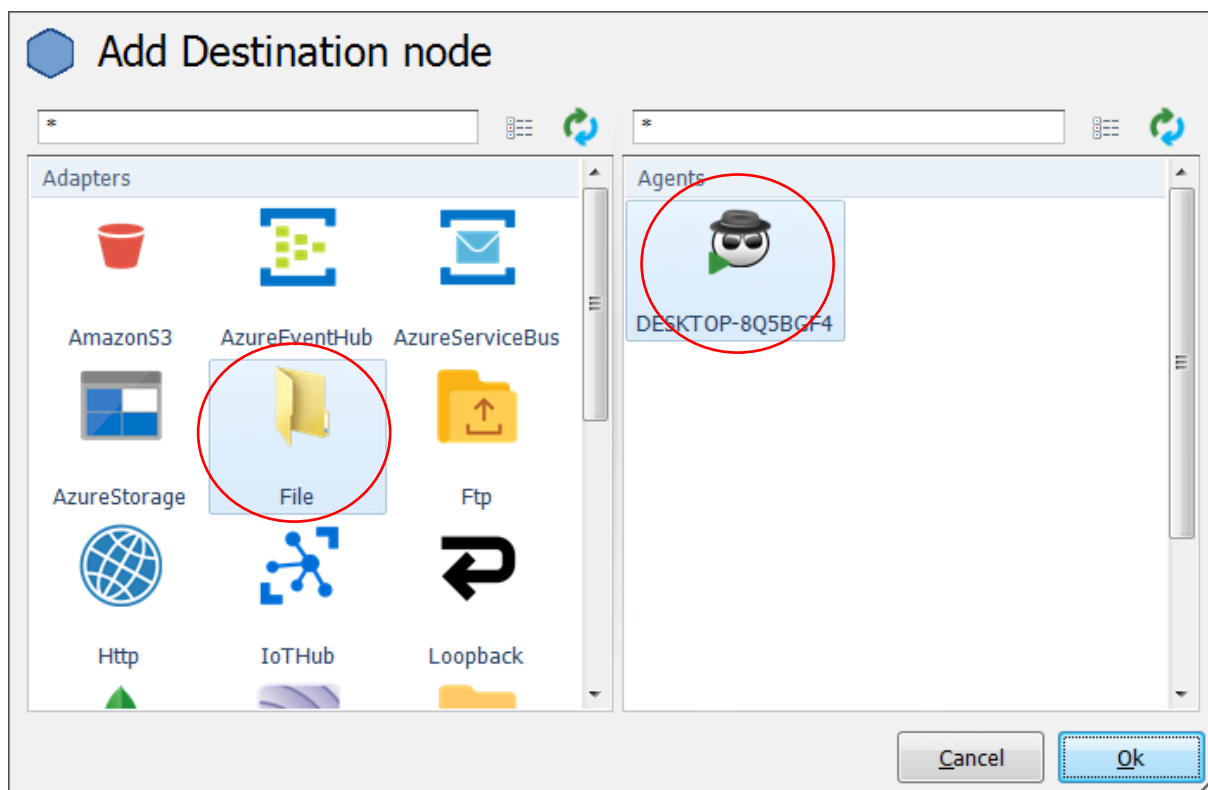 Add Destination node
*
*
Adapters
Agents
AmazonS3
AzureEventHub
AzureServiceBus
DESKTOP-8Q5BGF4
AzureStorage
File
Ftp
Http
IoTHub
Loopback
Cancel
Ok